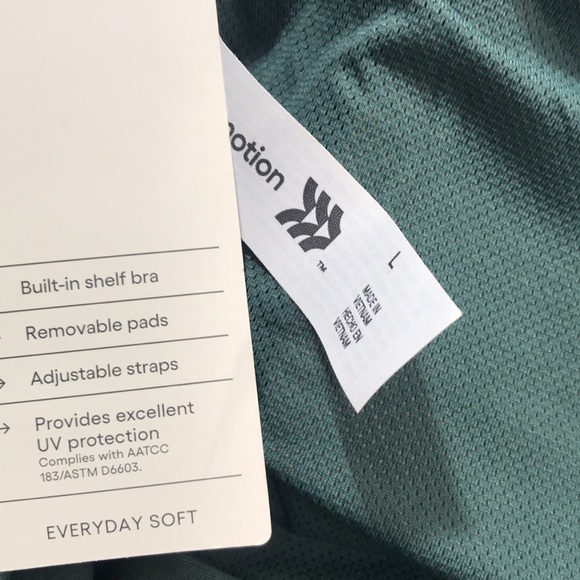 Built-in shelf bra
Removable pads
Adjustable straps
Provides excellent
UV protection
Complies with AATCC
183/ASTM D6603.
EVERYDAY SOFT
motion
™
L
MADE IN
VIETNAM
HECHO EN
VIETNAM